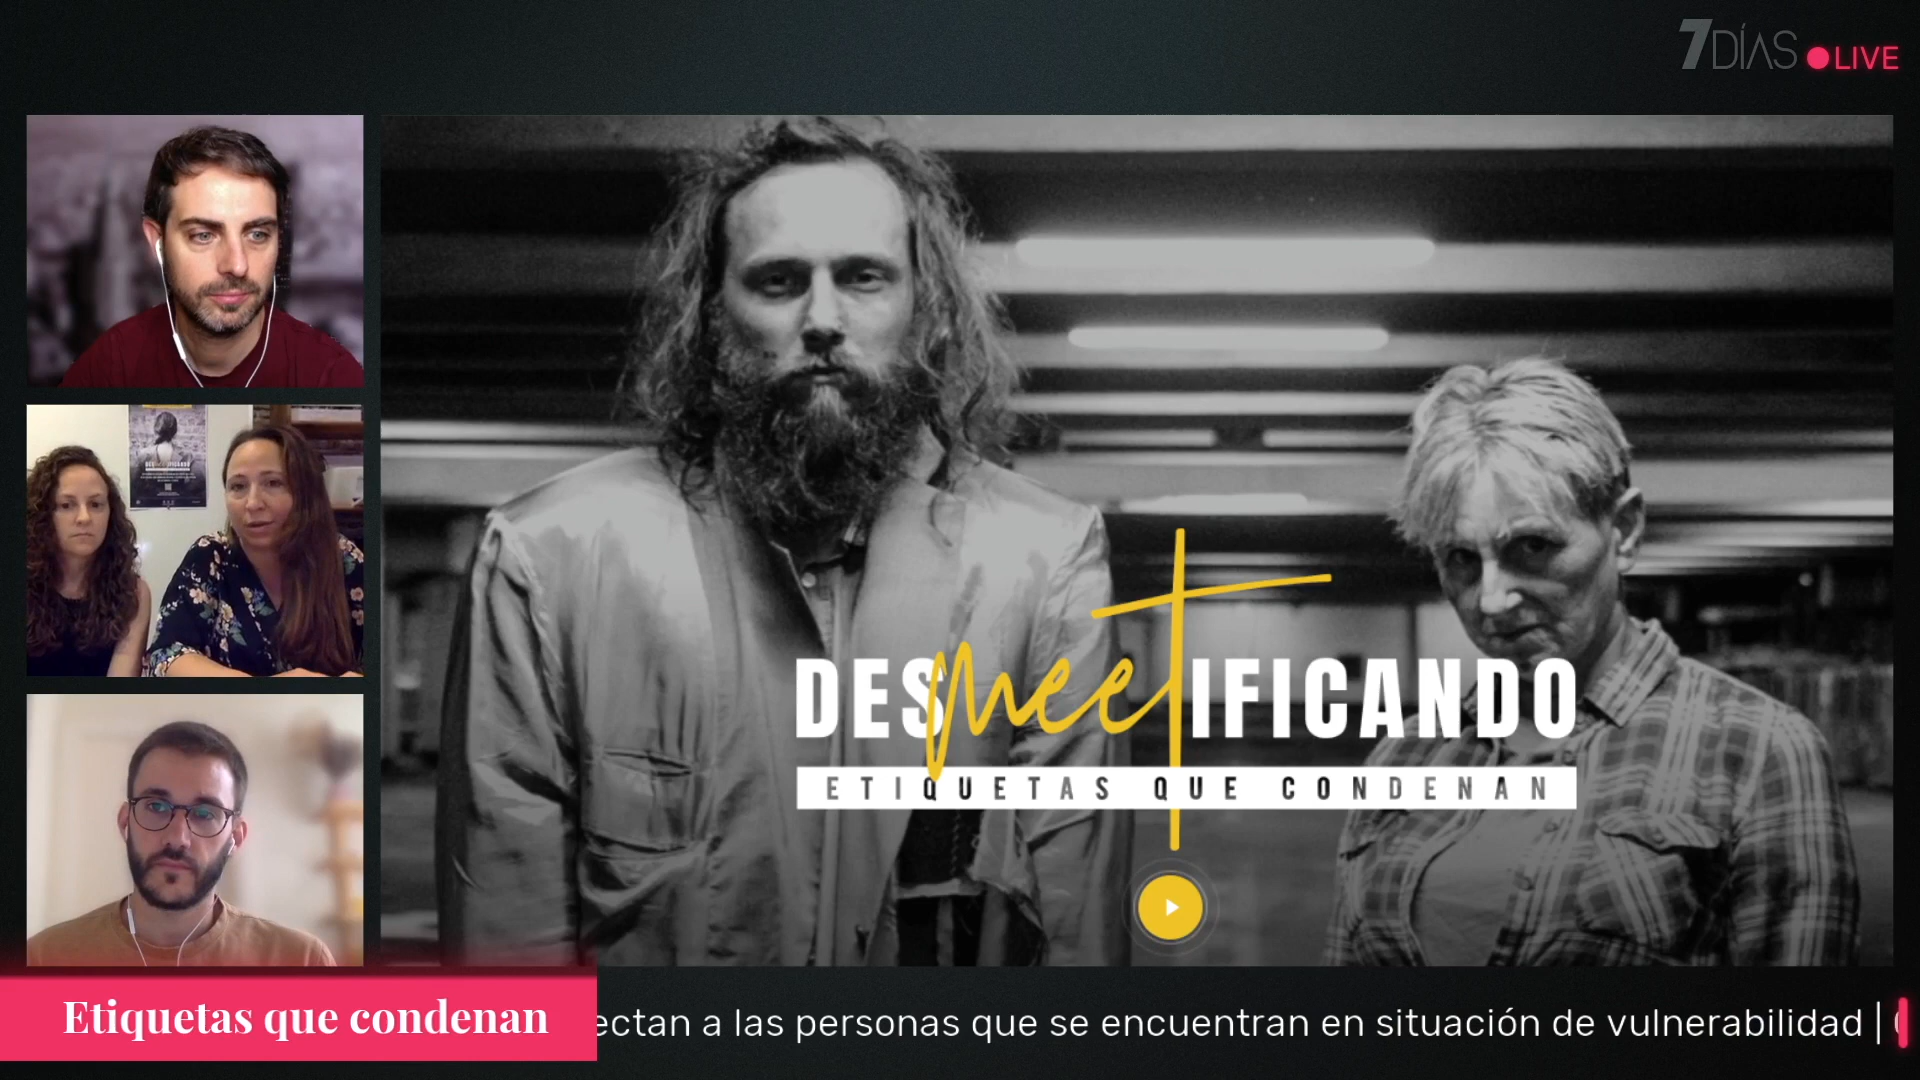 7DÍAS LIVE
DESmeetIFICANDO
ETIQUETAS QUE CONDENAN
DESmeetIFICANDO
Etiquetas que condenan
ectan a las personas que se encuentran en situación de vulnerabilidad |